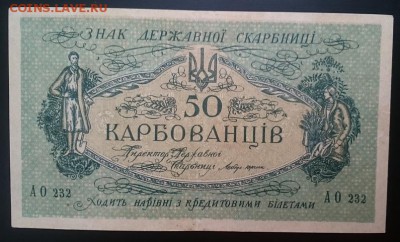 COINS.LAVE.RU
ЗНАК ДЕРЖАВНОЇ СКАРБНИЦІ
50
КАРБОВАНЦІВ
Директор Державної
Скарбниці
АО 232 АО 232
Ходить нарівні з кредитовими білетами